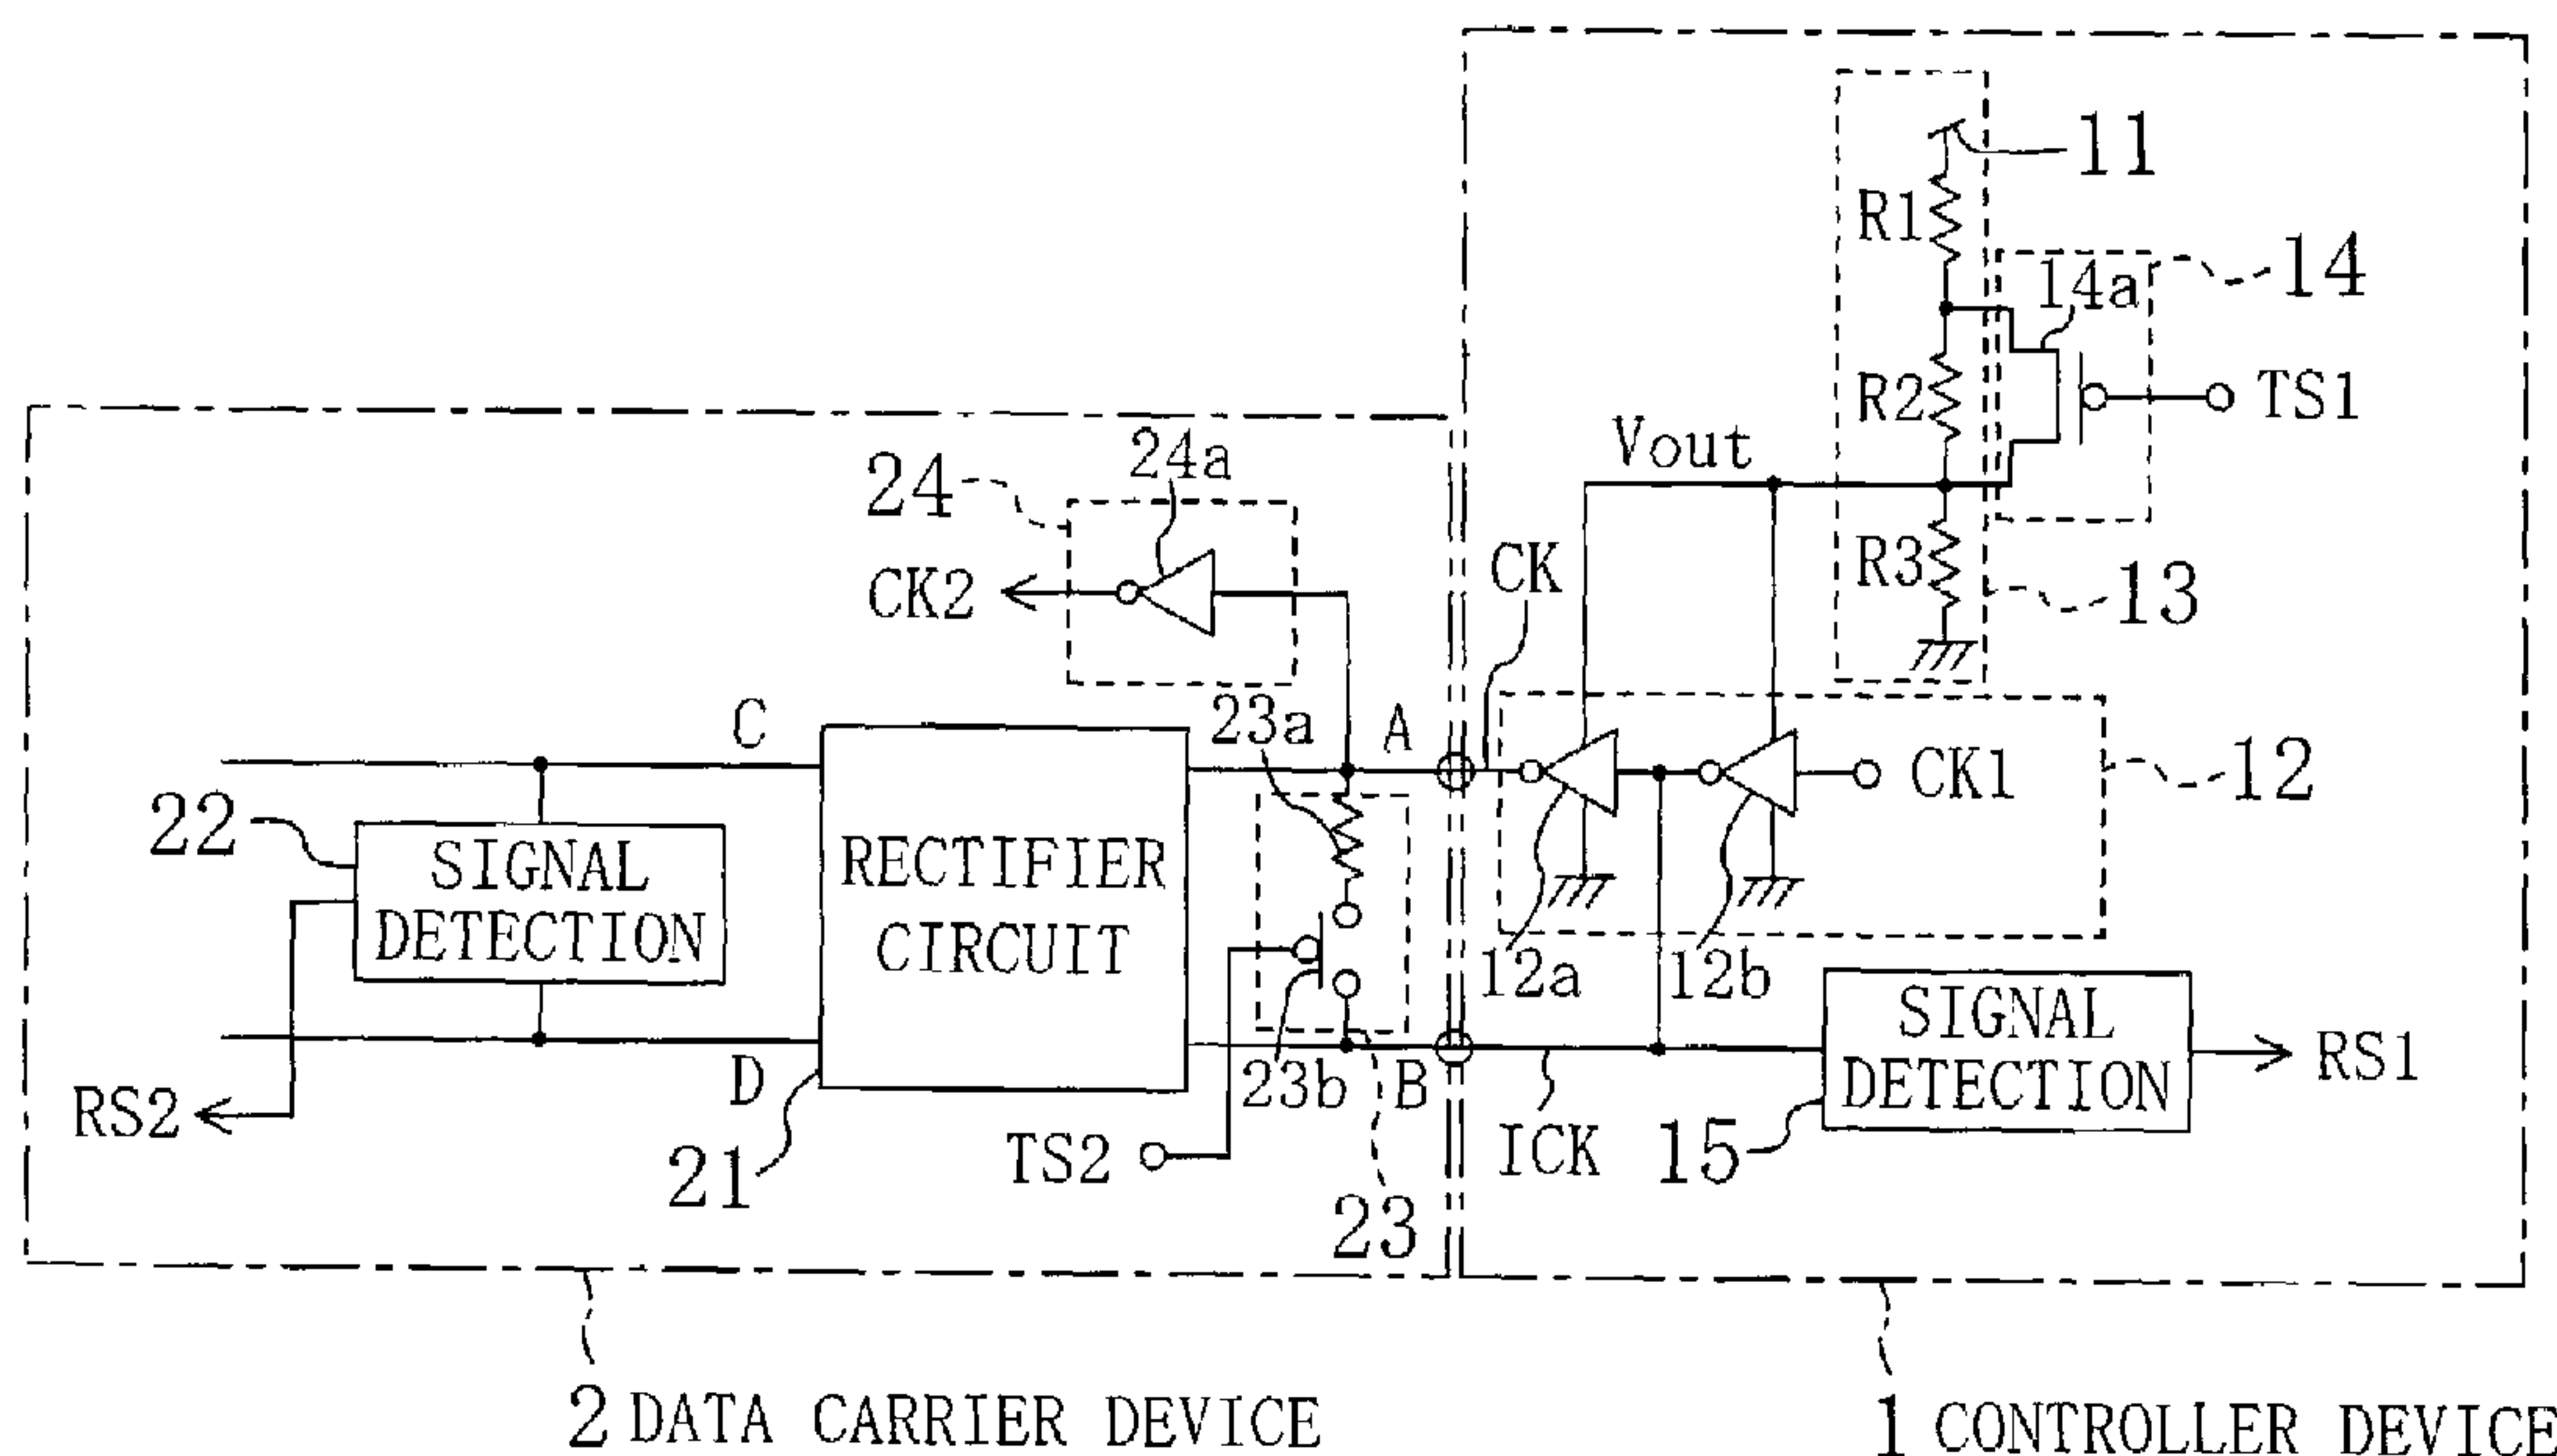 11
R1
14
14a
R2
TS1
Vout
24a
24
R3
CK
CK2
13
C
23a
A
CK1
12
22
SIGNAL
DETECTION
RECTIFIER
CIRCUIT
12a
12b
SIGNAL
DETECTION
RS1
D
23b
B
RS2
21
TS2
ICK
15
23
2 DATA CARRIER DEVICE
1 CONTROLLER DEVICE